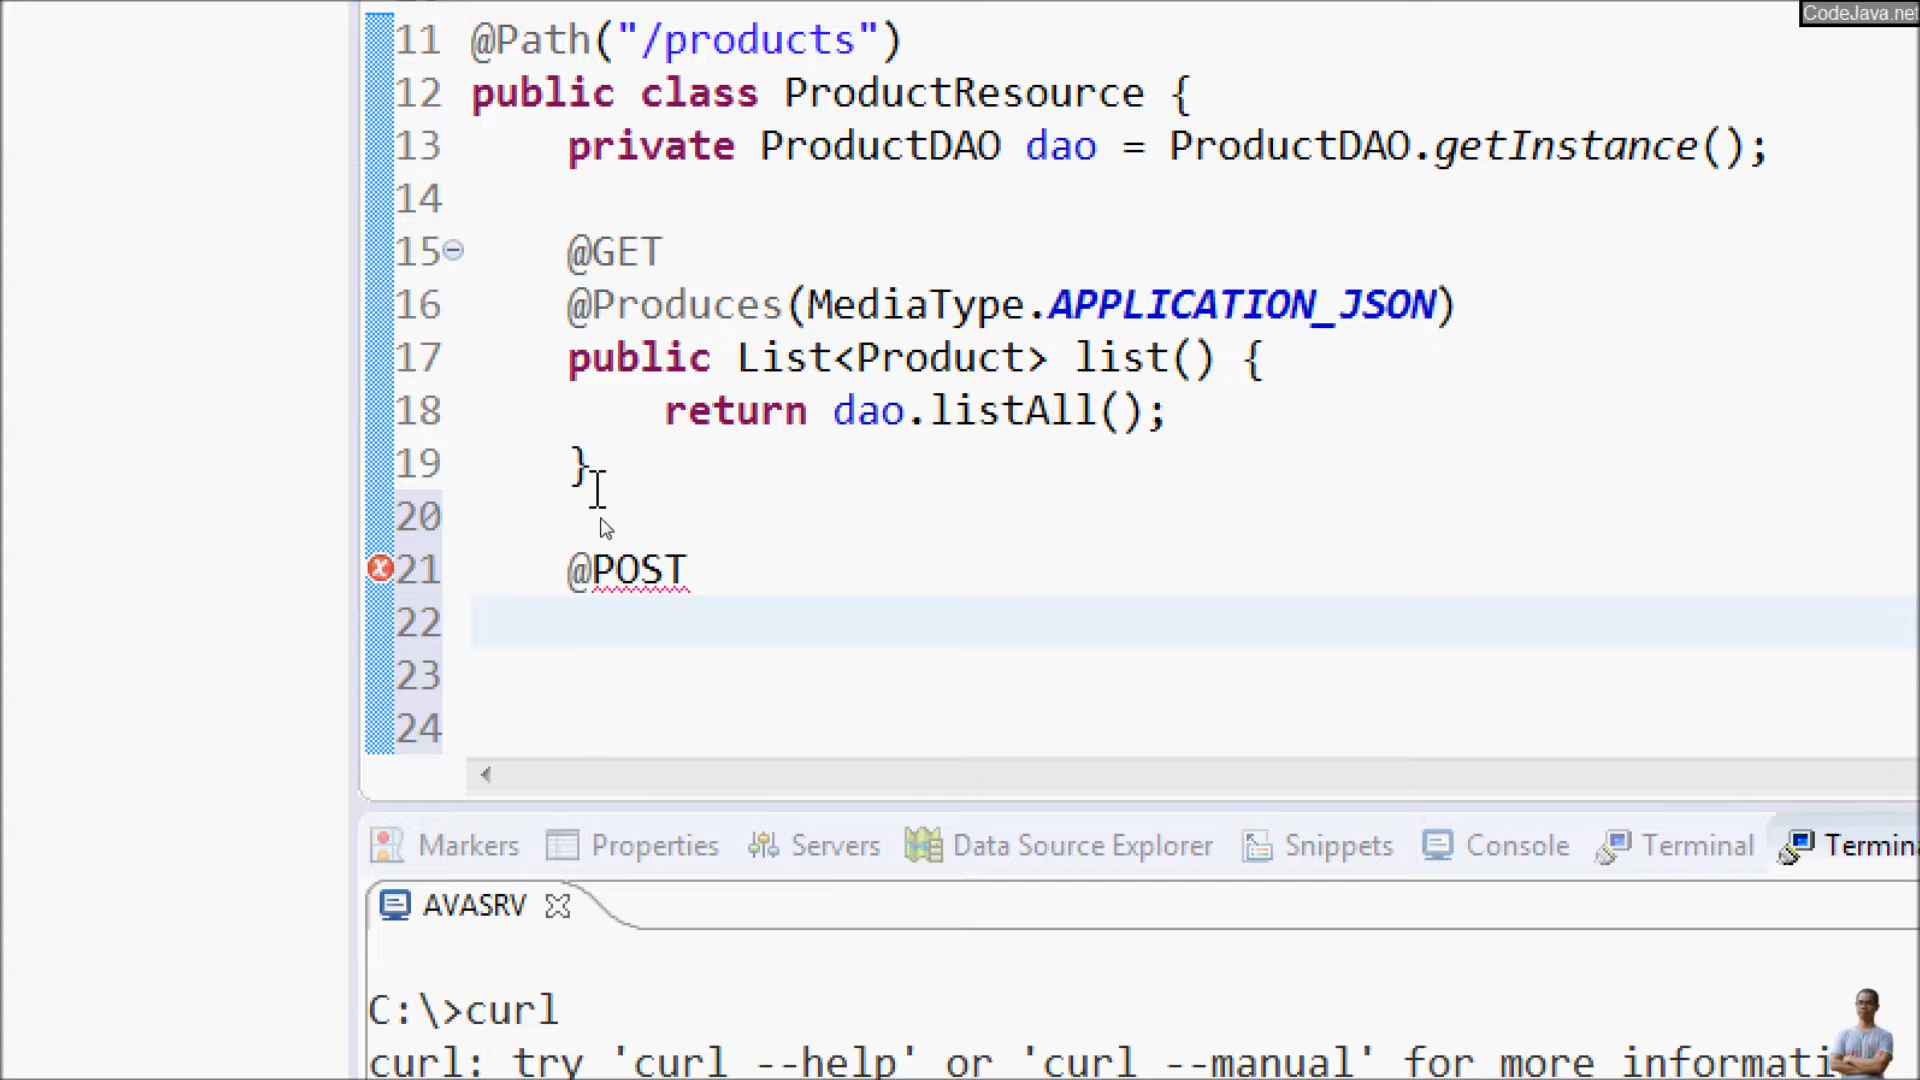 CodeJava.net
11 @Path("/products")
12 public class ProductResource {
13 private ProductDAO dao = ProductDAO.getInstance();
14
15 @GET
16 @Produces(MediaType.APPLICATION_JSON)
17 public List<Product> list() {
18 return dao.listAll();
19 }
20
21 @POST
22
23
24
Markers Properties Servers Data Source Explorer Snippets Console Terminal Termin
AVASRV
C:\>curl
curl: try 'curl --help' or 'curl --manual' for more informati